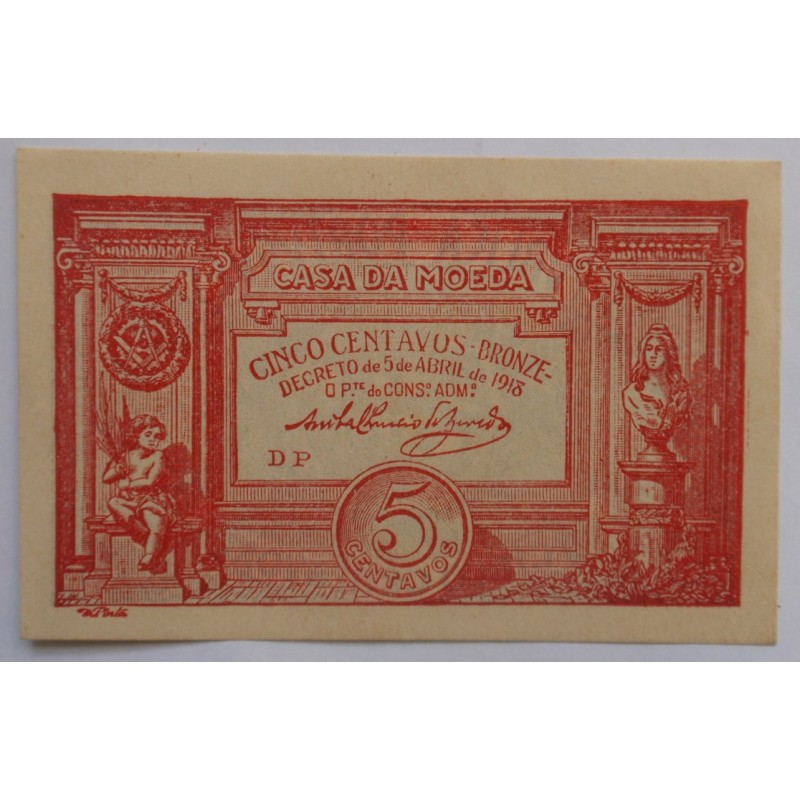 CASA DA MOEDA
CINCO CENTAVOS - BRONZE-
DECRETO de 5 de ABRIL de 1918
O P.TE do CONS.O ADM.O
D P
5
CENTAVOS